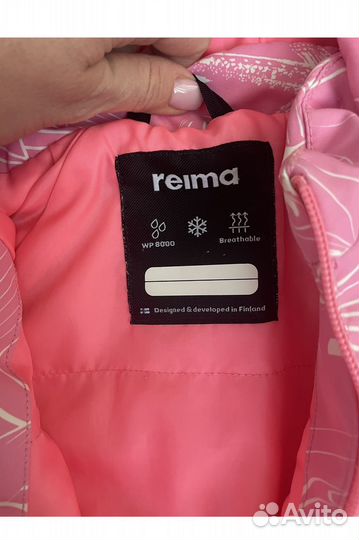 reima
WP 8000
Breathable
Designed & developed in Finland
Avito